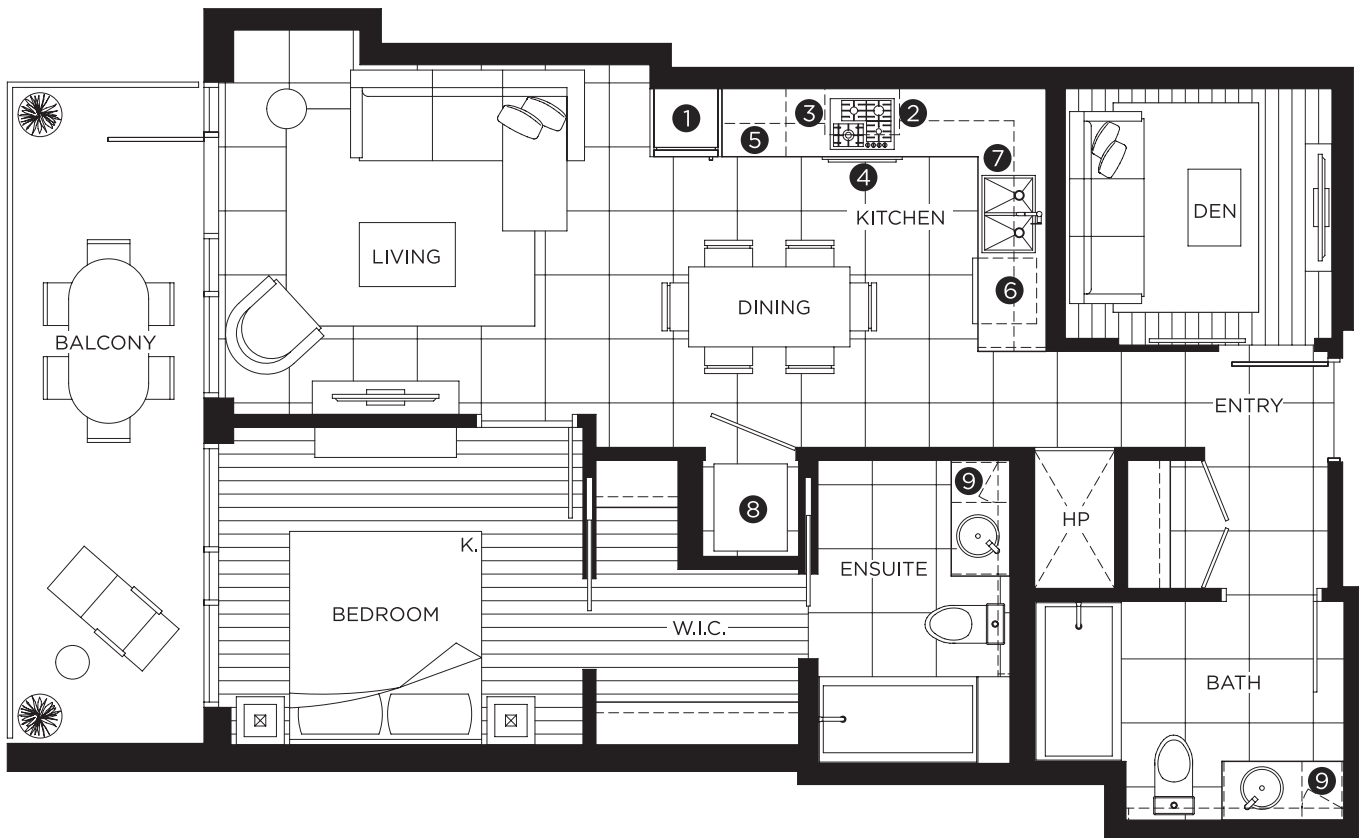 1
3
2
5
4
7
KITCHEN
DEN
LIVING
6
DINING
BALCONY
ENTRY
9
8
HP
K.
ENSUITE
BEDROOM
W.I.C.
BATH
9